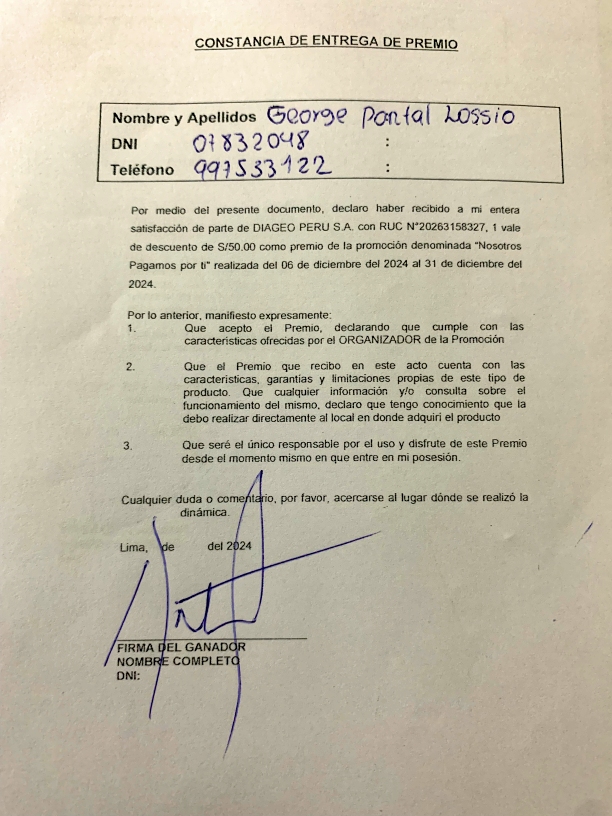 CONSTANCIA DE ENTREGA DE PREMIO
Nombre y Apellidos George Pantal Lossio
DNI 07832048 :
Teléfono 997533122 :
Por medio del presente documento, declaro haber recibido a mi entera
satisfacción de parte de DIAGEO PERU S.A. con RUC N°20263158327, 1 vale
de descuento de S/50.00 como premio de la promoción denominada "Nosotros
Pagamos por ti" realizada del 06 de diciembre del 2024 al 31 de diciembre del
2024.
Por lo anterior, manifiesto expresamente:
1. Que acepto el Premio, declarando que cumple con las
características ofrecidas por el ORGANIZADOR de la Promoción
2. Que el Premio que recibo en este acto cuenta con las
características, garantías y limitaciones propias de este tipo de
producto. Que cualquier información y/o consulta sobre el
funcionamiento del mismo, declaro que tengo conocimiento que la
debo realizar directamente al local en donde adquirí el producto
3. Que seré el único responsable por el uso y disfrute de este Premio
desde el momento mismo en que entre en mi posesión.
Cualquier duda o comentario, por favor, acercarse al lugar dónde se realizó la
dinámica.
Lima, de del 2024
FIRMA DEL GANADOR
NOMBRE COMPLETO
DNI: